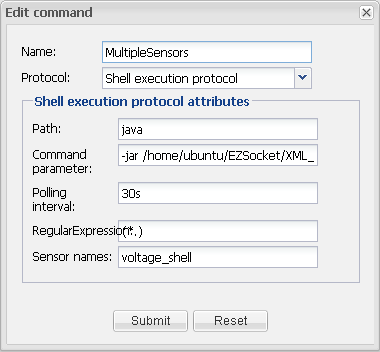 Edit command
Name: MultipleSensors
Protocol: Shell execution protocol
Shell execution protocol attributes
Path: java
Command parameter: -jar /home/ubuntu/EZSocket/XML_
Polling interval: 30s
RegularExpression: (.*)
Sensor names: voltage_shell
Submit Reset